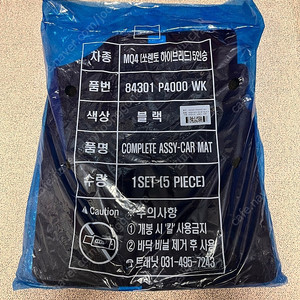 차종 MQ4 (쏘렌토 하이브리드) 5인승
품번 84301 P4000 WK
색상 블랙
품명 COMPLETE ASSY-CAR MAT
수량 1SET-(5 PIECE)
Caution ※주의사항
① 개봉 시 '칼' 사용금지
② 바닥 비닐 제거 후 사용
트래닛 031-495-7243